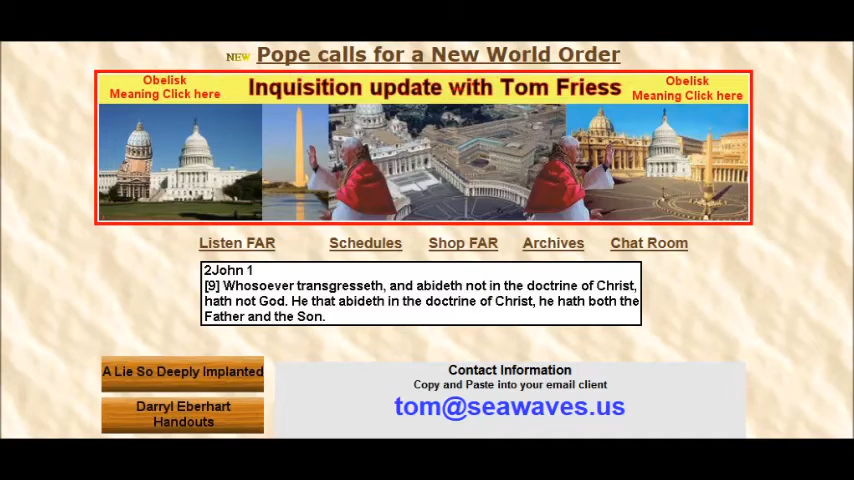 NEW Pope calls for a New World Order
Obelisk
Meaning Click here
Inquisition update with Tom Friess
Obelisk
Meaning Click here
Listen FAR Schedules Shop FAR Archives Chat Room
2John 1
[9] Whosoever transgresseth, and abideth not in the doctrine of Christ,
hath not God. He that abideth in the doctrine of Christ, he hath both the
Father and the Son.
A Lie So Deeply Implanted
Darryl Eberhart
Handouts
Contact Information
Copy and Paste into your email client
tom@seawaves.us